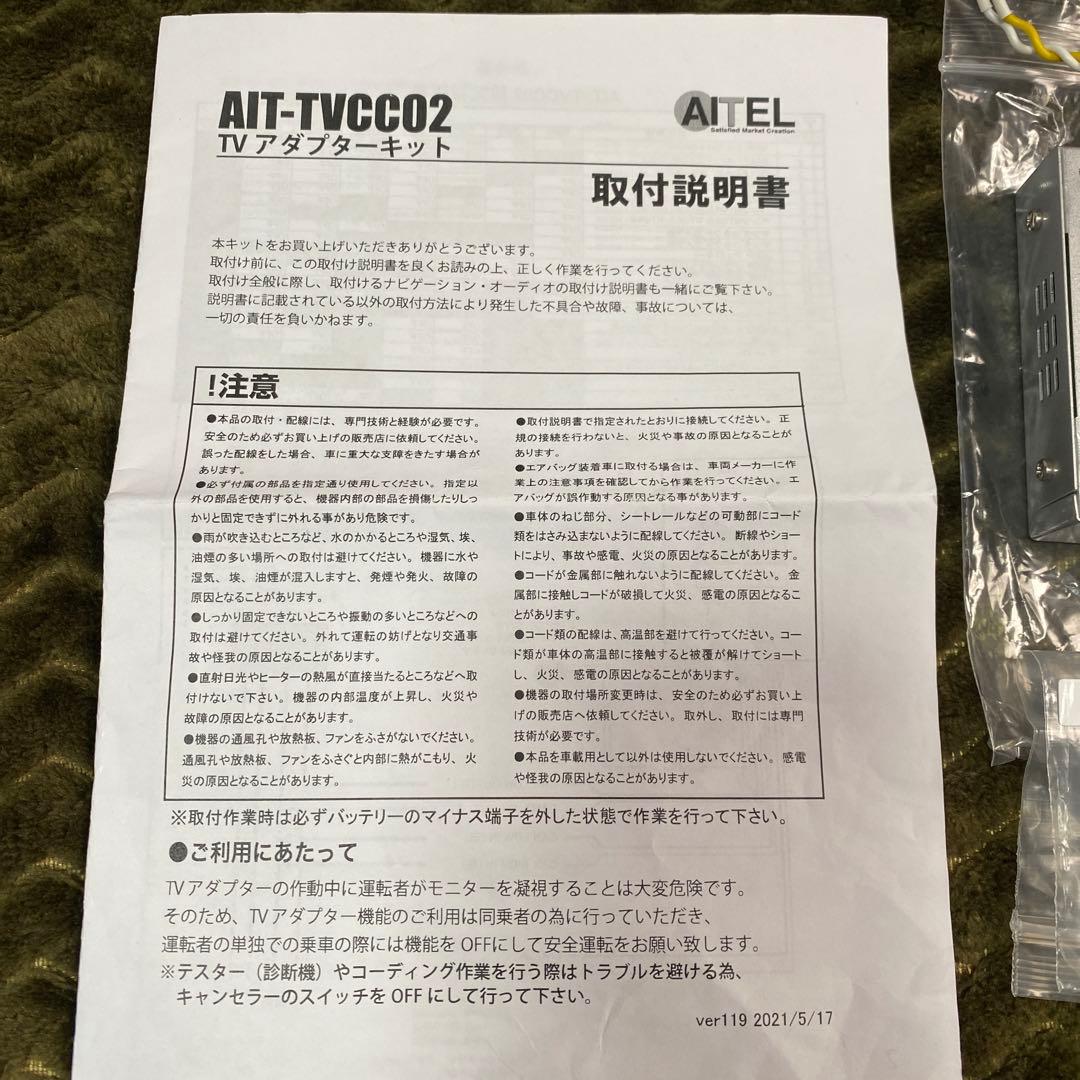 AIT-TVCC02
TV アダプターキット
AITEL
Satisfied Market Creation
取付説明書
本キットをお買い上げいただきありがとうございます。
取付け前に、この取付け説明書を良くお読みの上、正しく作業を行ってください。
取付け全般に際し、取付けるナビゲーション・オーディオの取付け説明書も一緒にご覧下さい。
説明書に記載されている以外の取付方法により発生した不具合や故障、事故については、
一切の責任を負いかねます。
!注意
●本品の取付・配線には、専門技術と経験が必要です。
安全のため必ずお買い上げの販売店に依頼してください。
誤った配線をした場合、車に重大な支障をきたす場合が
あります。
●必ず付属の部品を指定通り使用してください。指定以
外の部品を使用すると、機器内部の部品を損傷したりしっ
かりと固定できずに外れる事があり危険です。
●雨が吹き込むところなど、水のかかるところや湿気、埃、
油煙の多い場所への取付は避けてください。機器に水や
湿気、埃、油煙が混入しますと、発煙や発火、故障の
原因となることがあります。
●しっかり固定できないところや振動の多いところなどへの
取付は避けてください。外れて運転の妨げとなり交通事
故や怪我の原因となることがあります。
●直射日光やヒーターの熱風が直接当たるところなどへ取
付けないで下さい。機器の内部温度が上昇し、火災や
故障の原因となることがあります。
●機器の通風孔や放熱板、ファンをふさがないでください。
通風孔や放熱板、ファンをふさぐと内部に熱がこもり、火
災の原因となることがあります。
●取付説明書で指定されたとおりに接続してください。正
規の接続を行わないと、火災や事故の原因となることが
あります。
●エアバッグ装着車に取付る場合は、車両メーカーに作
業上の注意事項を確認してから作業を行ってください。エ
アバッグが誤作動する原因となる事があります。
●車体のねじ部分、シートレールなどの可動部にコード
類をはさみ込まないように配線してください。断線やショー
トにより、事故や感電、火災の原因となることがあります。
●コードが金属部に触れないように配線してください。金
属部に接触しコードが破損して火災、感電の原因となるこ
とがあります。
●コード類の配線は、高温部を避けて行ってください。コー
ド類が車体の高温部に接触すると被覆が解けてショート
し、火災、感電の原因となることがあります。
●機器の取付場所変更時は、安全のため必ずお買い上
げの販売店へ依頼してください。取外し、取付には専門
技術が必要です。
●本品を車載用として以外は使用しないでください。感電
や怪我の原因となることがあります。
※取付作業時は必ずバッテリーのマイナス端子を外した状態で作業を行って下さい。
●ご利用にあたって
TV アダプターの作動中に運転者がモニターを凝視することは大変危険です。
そのため、TV アダプター機能のご利用は同乗者の為に行っていただき、
運転者の単独での乗車の際には機能を OFFにして安全運転をお願い致します。
※テスター（診断機）やコーディング作業を行う際はトラブルを避ける為、
キャンセラーのスイッチを OFF にして行って下さい。
ver119 2021/5/17